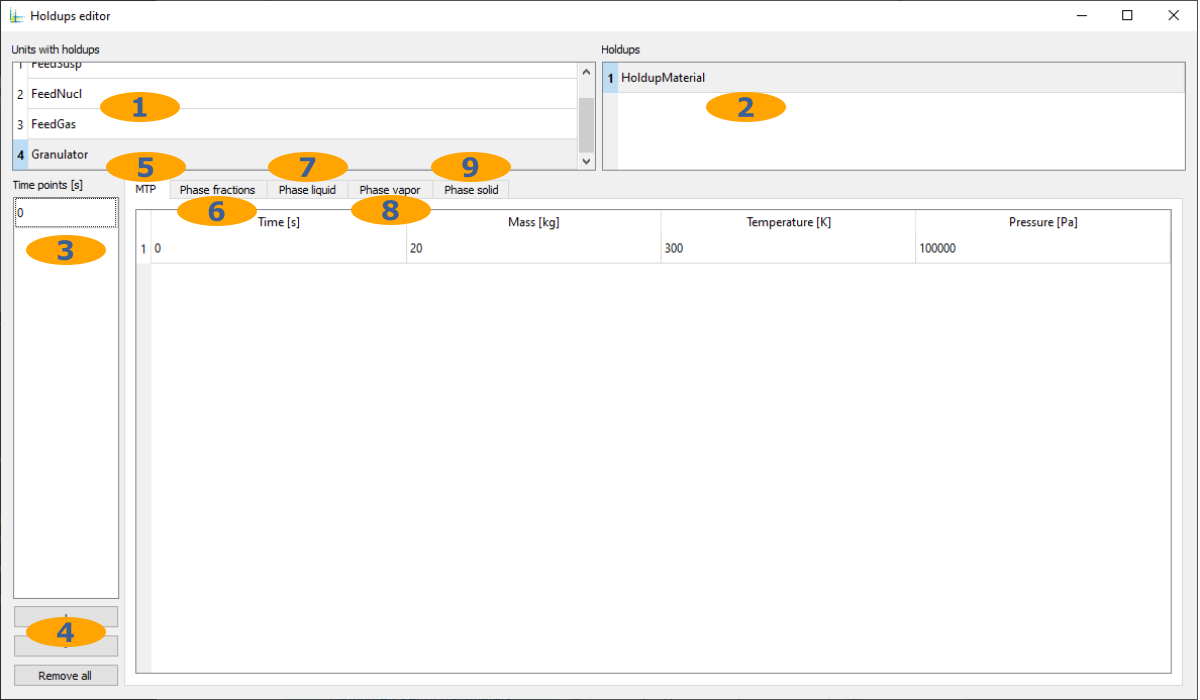 Holdups editor
Units with holdups
Holdups
1 FeedSusp
2 FeedNucl
3 FeedGas
4 Granulator
1
1 HoldupMaterial
2
5
7
9
Time points [s]
MTP
Phase fractions
Phase liquid
Phase vapor
Phase solid
6
8
0
3
Time [s]
Mass [kg]
Temperature [K]
Pressure [Pa]
1 0 20 300 100000
4
Remove all